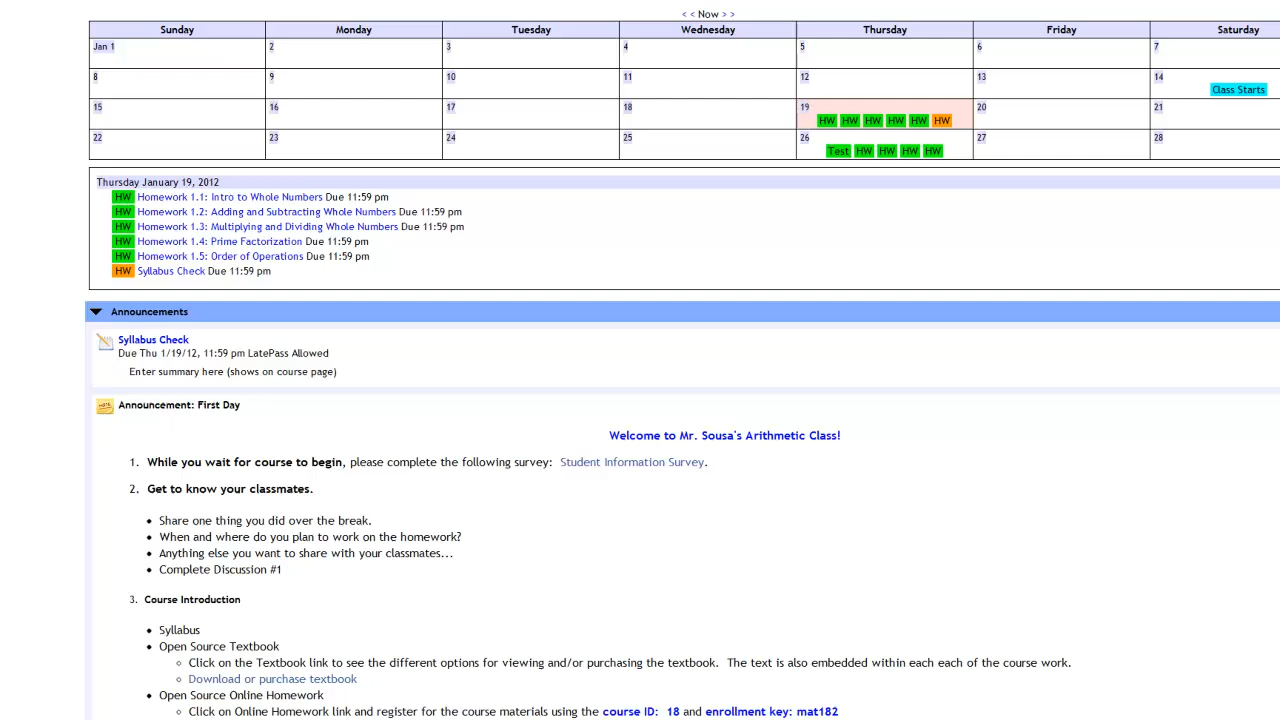 < < Now > >
Sunday Monday Tuesday Wednesday Thursday Friday Saturday
Jan 1 2 3 4 5 6 7
8 9 10 11 12 13 14
Class Starts
15 16 17 18 19 20 21
HW HW HW HW HW HW
22 23 24 25 26 27 28
Test HW HW HW HW
Thursday January 19, 2012
HW Homework 1.1: Intro to Whole Numbers Due 11:59 pm
HW Homework 1.2: Adding and Subtracting Whole Numbers Due 11:59 pm
HW Homework 1.3: Multiplying and Dividing Whole Numbers Due 11:59 pm
HW Homework 1.4: Prime Factorization Due 11:59 pm
HW Homework 1.5: Order of Operations Due 11:59 pm
HW Syllabus Check Due 11:59 pm
Announcements
Syllabus Check
Due Thu 1/19/12, 11:59 pm LatePass Allowed
Enter summary here (shows on course page)
NOTE Announcement: First Day
Welcome to Mr. Sousa's Arithmetic Class!
1. While you wait for course to begin, please complete the following survey: Student Information Survey.
2. Get to know your classmates.
• Share one thing you did over the break.
• When and where do you plan to work on the homework?
• Anything else you want to share with your classmates...
• Complete Discussion #1
3. Course Introduction
• Syllabus
• Open Source Textbook
◦ Click on the Textbook link to see the different options for viewing and/or purchasing the textbook. The text is also embedded within each each of the course work.
◦ Download or purchase textbook
• Open Source Online Homework
◦ Click on Online Homework link and register for the course materials using the course ID: 18 and enrollment key: mat182